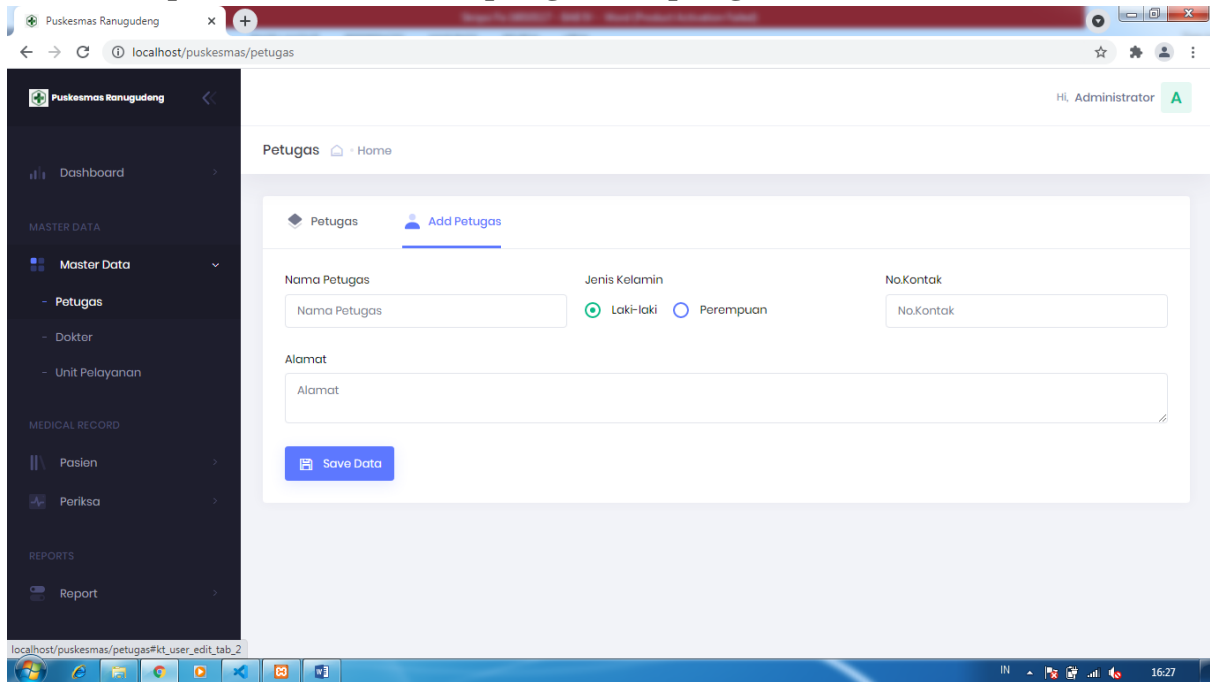 Puskesmas Ranugudeng
localhost/puskesmas/petugas
Puskesmas Ranugudeng
Hi, Administrator A
Petugas - Home
Dashboard
MASTER DATA
Petugas Add Petugas
Master Data
Nama Petugas Jenis Kelamin No.Kontak
- Petugas
Nama Petugas Laki-laki Perempuan No.Kontak
- Dokter
Alamat
- Unit Pelayanan
Alamat
MEDICAL RECORD
Pasien
Save Data
Periksa
REPORTS
Report
localhost/puskesmas/petugas#kt_user_edit_tab_2
IN 16:27